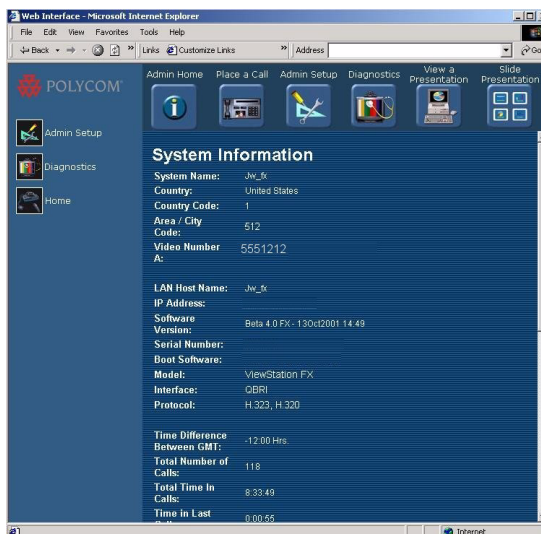 Web Interface - Microsoft Internet Explorer
File Edit View Favorites Tools Help
Back Links Customize Links » Address Go
POLYCOM
Admin Home Place a Call Admin Setup Diagnostics View a Presentation Slide Presentation
Admin Setup
Diagnostics
Home
System Information
System Name: Jw_fx
Country: United States
Country Code: 1
Area / City Code: 512
Video Number A: 5551212
LAN Host Name: Jw_fx
IP Address:
Software Version: Beta 4.0 FX - 13Oct2001 14:49
Serial Number:
Boot Software:
Model: ViewStation FX
Interface: QBRI
Protocol: H.323, H.320
Time Difference Between GMT: -12:00 Hrs.
Total Number of Calls: 118
Total Time In Calls: 8:33:49
Time in Last 0:00:55
Internet